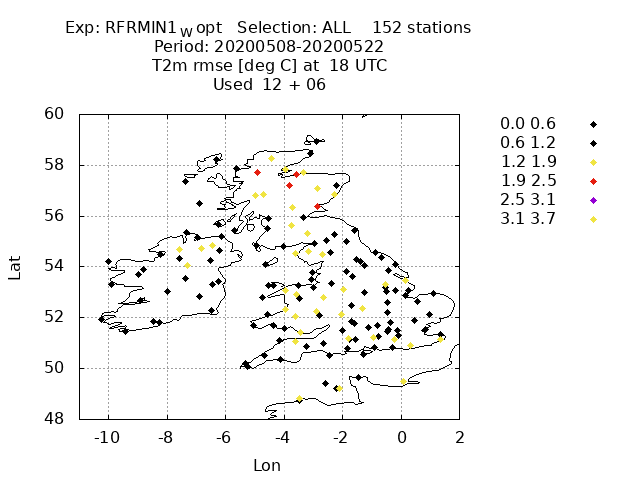 Exp: RFRMIN1_W opt   Selection: ALL    152 stations
Period: 20200508-20200522
T2m rmse [deg C] at  18 UTC
Used  12 + 06
60
58
56
54
52
50
48
Lat
-10 -8 -6 -4 -2 0 2
Lon
0.0 0.6
0.6 1.2
1.2 1.9
1.9 2.5
2.5 3.1
3.1 3.7